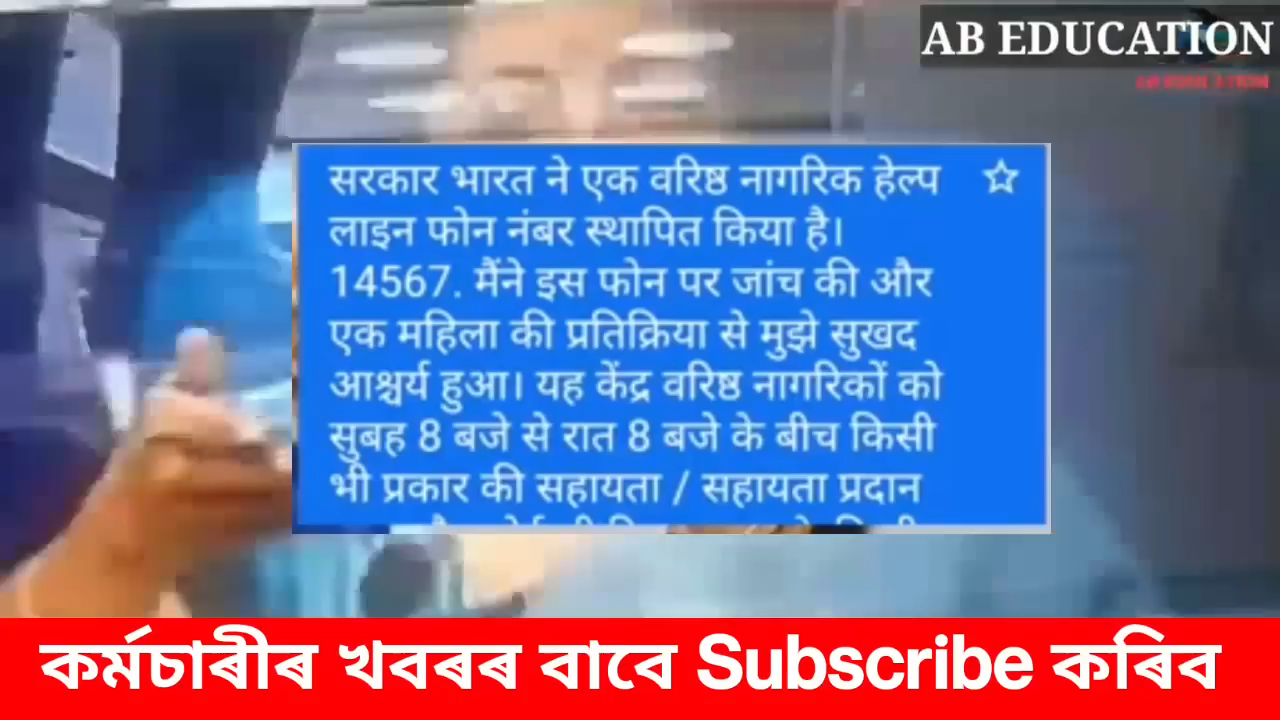 AB EDUCATION
सरकार भारत ने एक वरिष्ठ नागरिक हेल्प
लाइन फोन नंबर स्थापित किया है।
14567. मैंने इस फोन पर जांच की और
एक महिला की प्रतिक्रिया से मुझे सुखद
आश्चर्य हुआ। यह केंद्र वरिष्ठ नागरिकों को
सुबह 8 बजे से रात 8 बजे के बीच किसी
भी प्रकार की सहायता / सहायता प्रदान
কৰ্মচাৰীৰ খবৰৰ বাবে Subscribe কৰিব